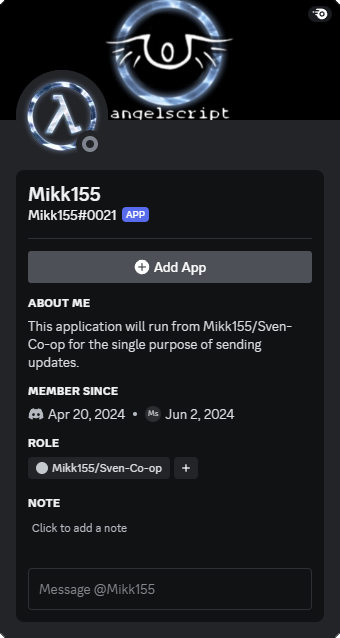 angelscript
λ
Mikk155
Mikk155#0021 APP
Add App
ABOUT ME
This application will run from Mikk155/Sven-
Co-op for the single purpose of sending
updates.
MEMBER SINCE
Apr 20, 2024 • Ms Jun 2, 2024
ROLE
Mikk155/Sven-Co-op +
NOTE
Click to add a note
Message @Mikk155